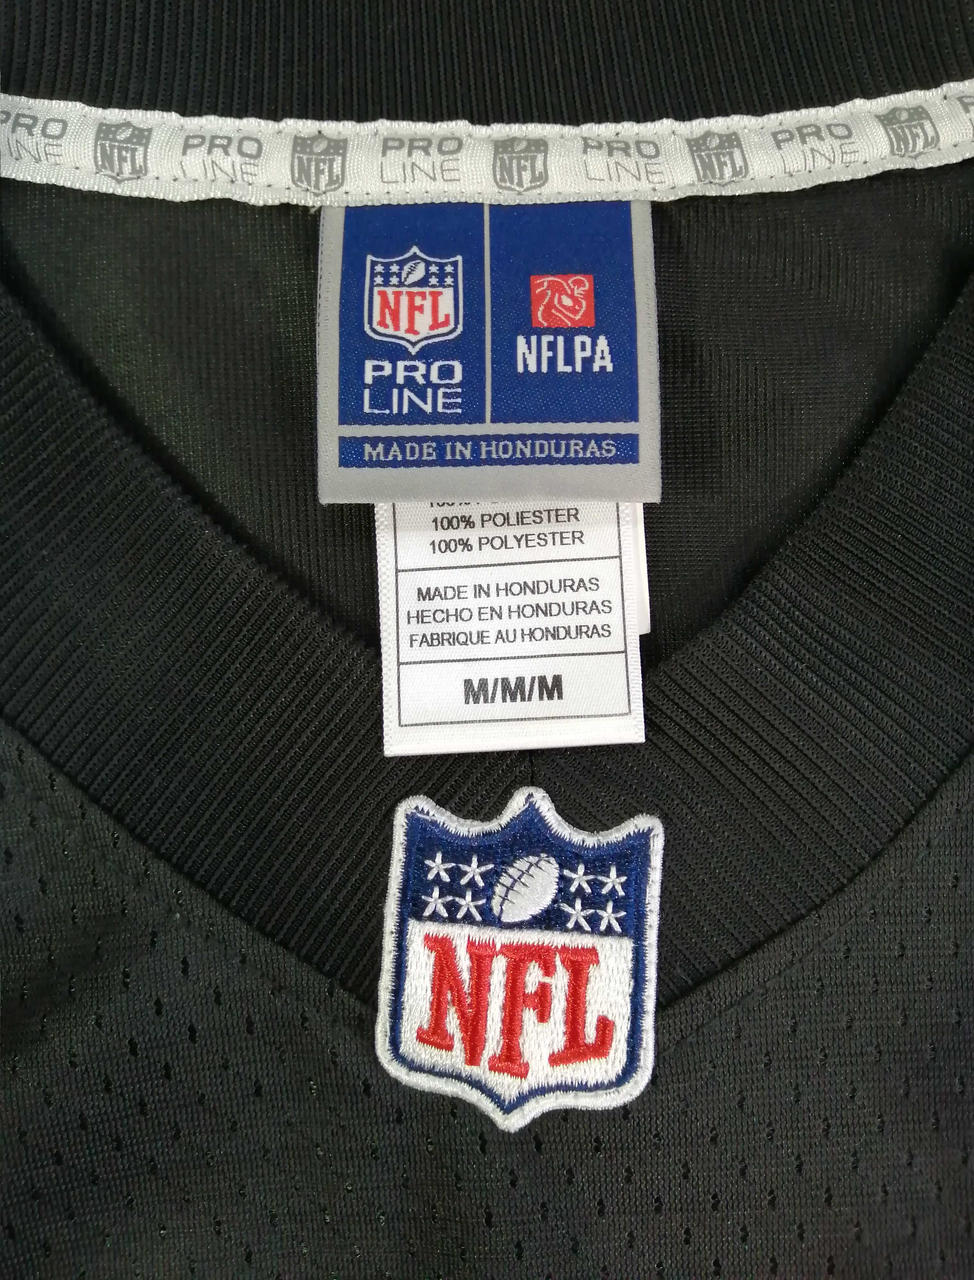 PRO
LINE
NFL
PRO
LINE
NFL
PRO
LINE
NFL
PRO
LINE
NFL
PRO
LINE
NFL
NFL
PRO
LINE
NFLPA
MADE IN HONDURAS
100% POLIESTER
100% POLYESTER
MADE IN HONDURAS
HECHO EN HONDURAS
FABRIQUE AU HONDURAS
M/M/M
NFL